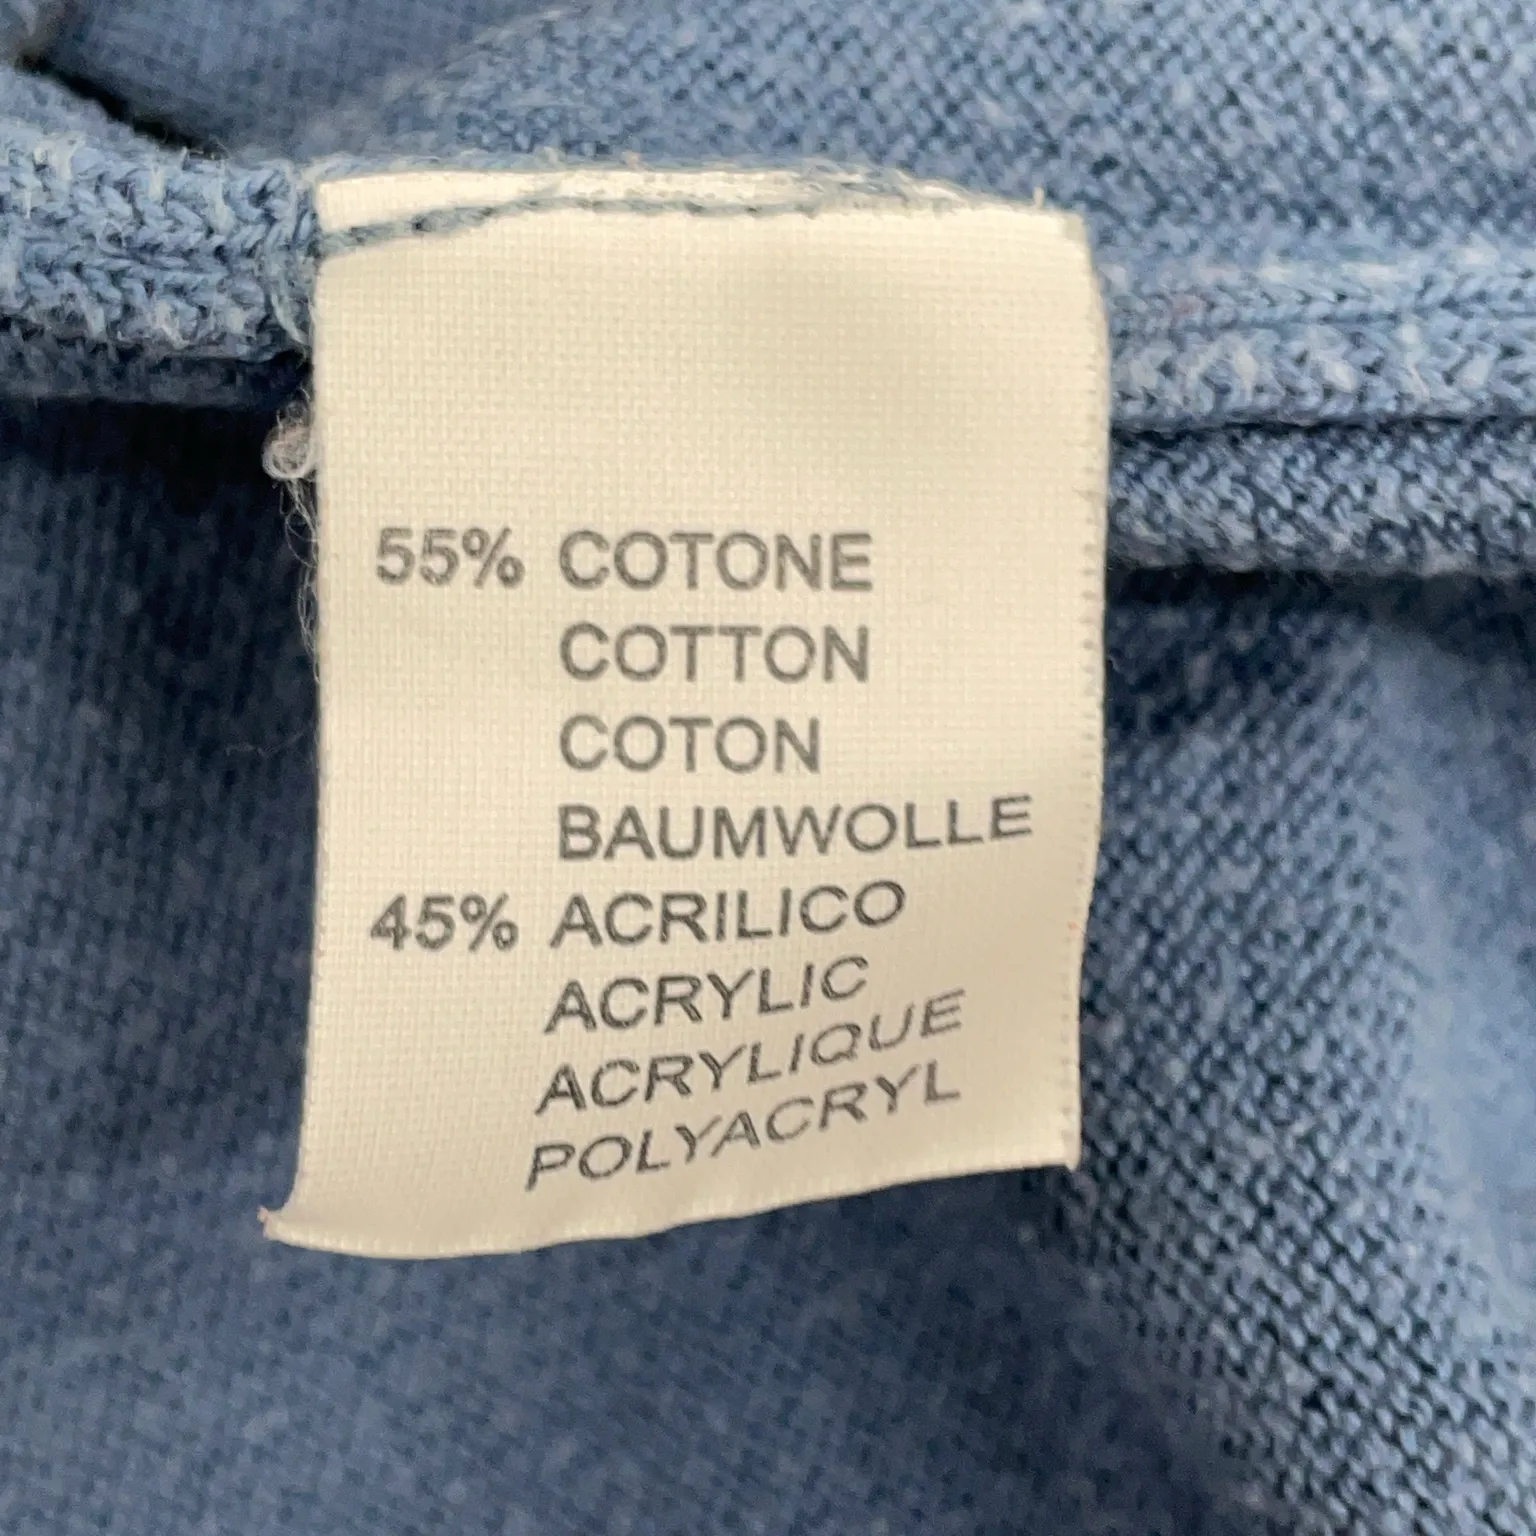 55% COTONE
COTTON
COTON
BAUMWOLLE
45% ACRILICO
ACRYLIC
ACRYLIQUE
POLYACRYL